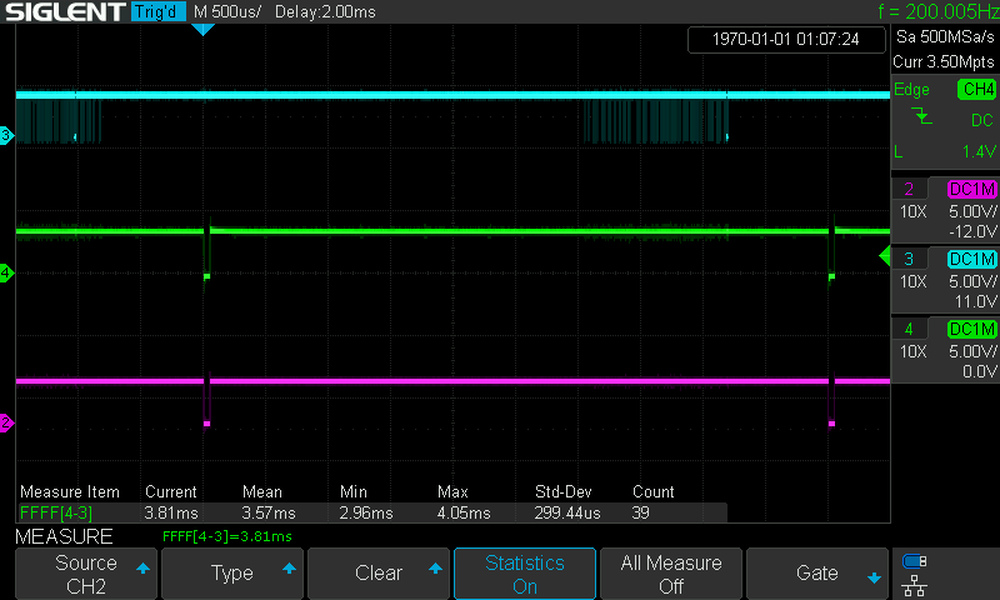 SIGLENT Trig'd M 500us/ Delay:2.00ms f = 200.005Hz
1970-01-01 01:07:24
Sa 500MSa/s
Curr 3.50Mpts
Edge CH4
DC
L 1.4V
2 DC1M
10X 5.00V/
-12.0V
3 DC1M
10X 5.00V/
11.0V
4 DC1M
10X 5.00V/
0.0V
3
4
2
Measure Item Current Mean Min Max Std-Dev Count
FFFF[4-3] 3.81ms 3.57ms 2.96ms 4.05ms 299.44us 39
MEASURE FFFF[4-3]=3.81ms
Source
CH2
Type
Clear
Statistics
On
All Measure
Off
Gate